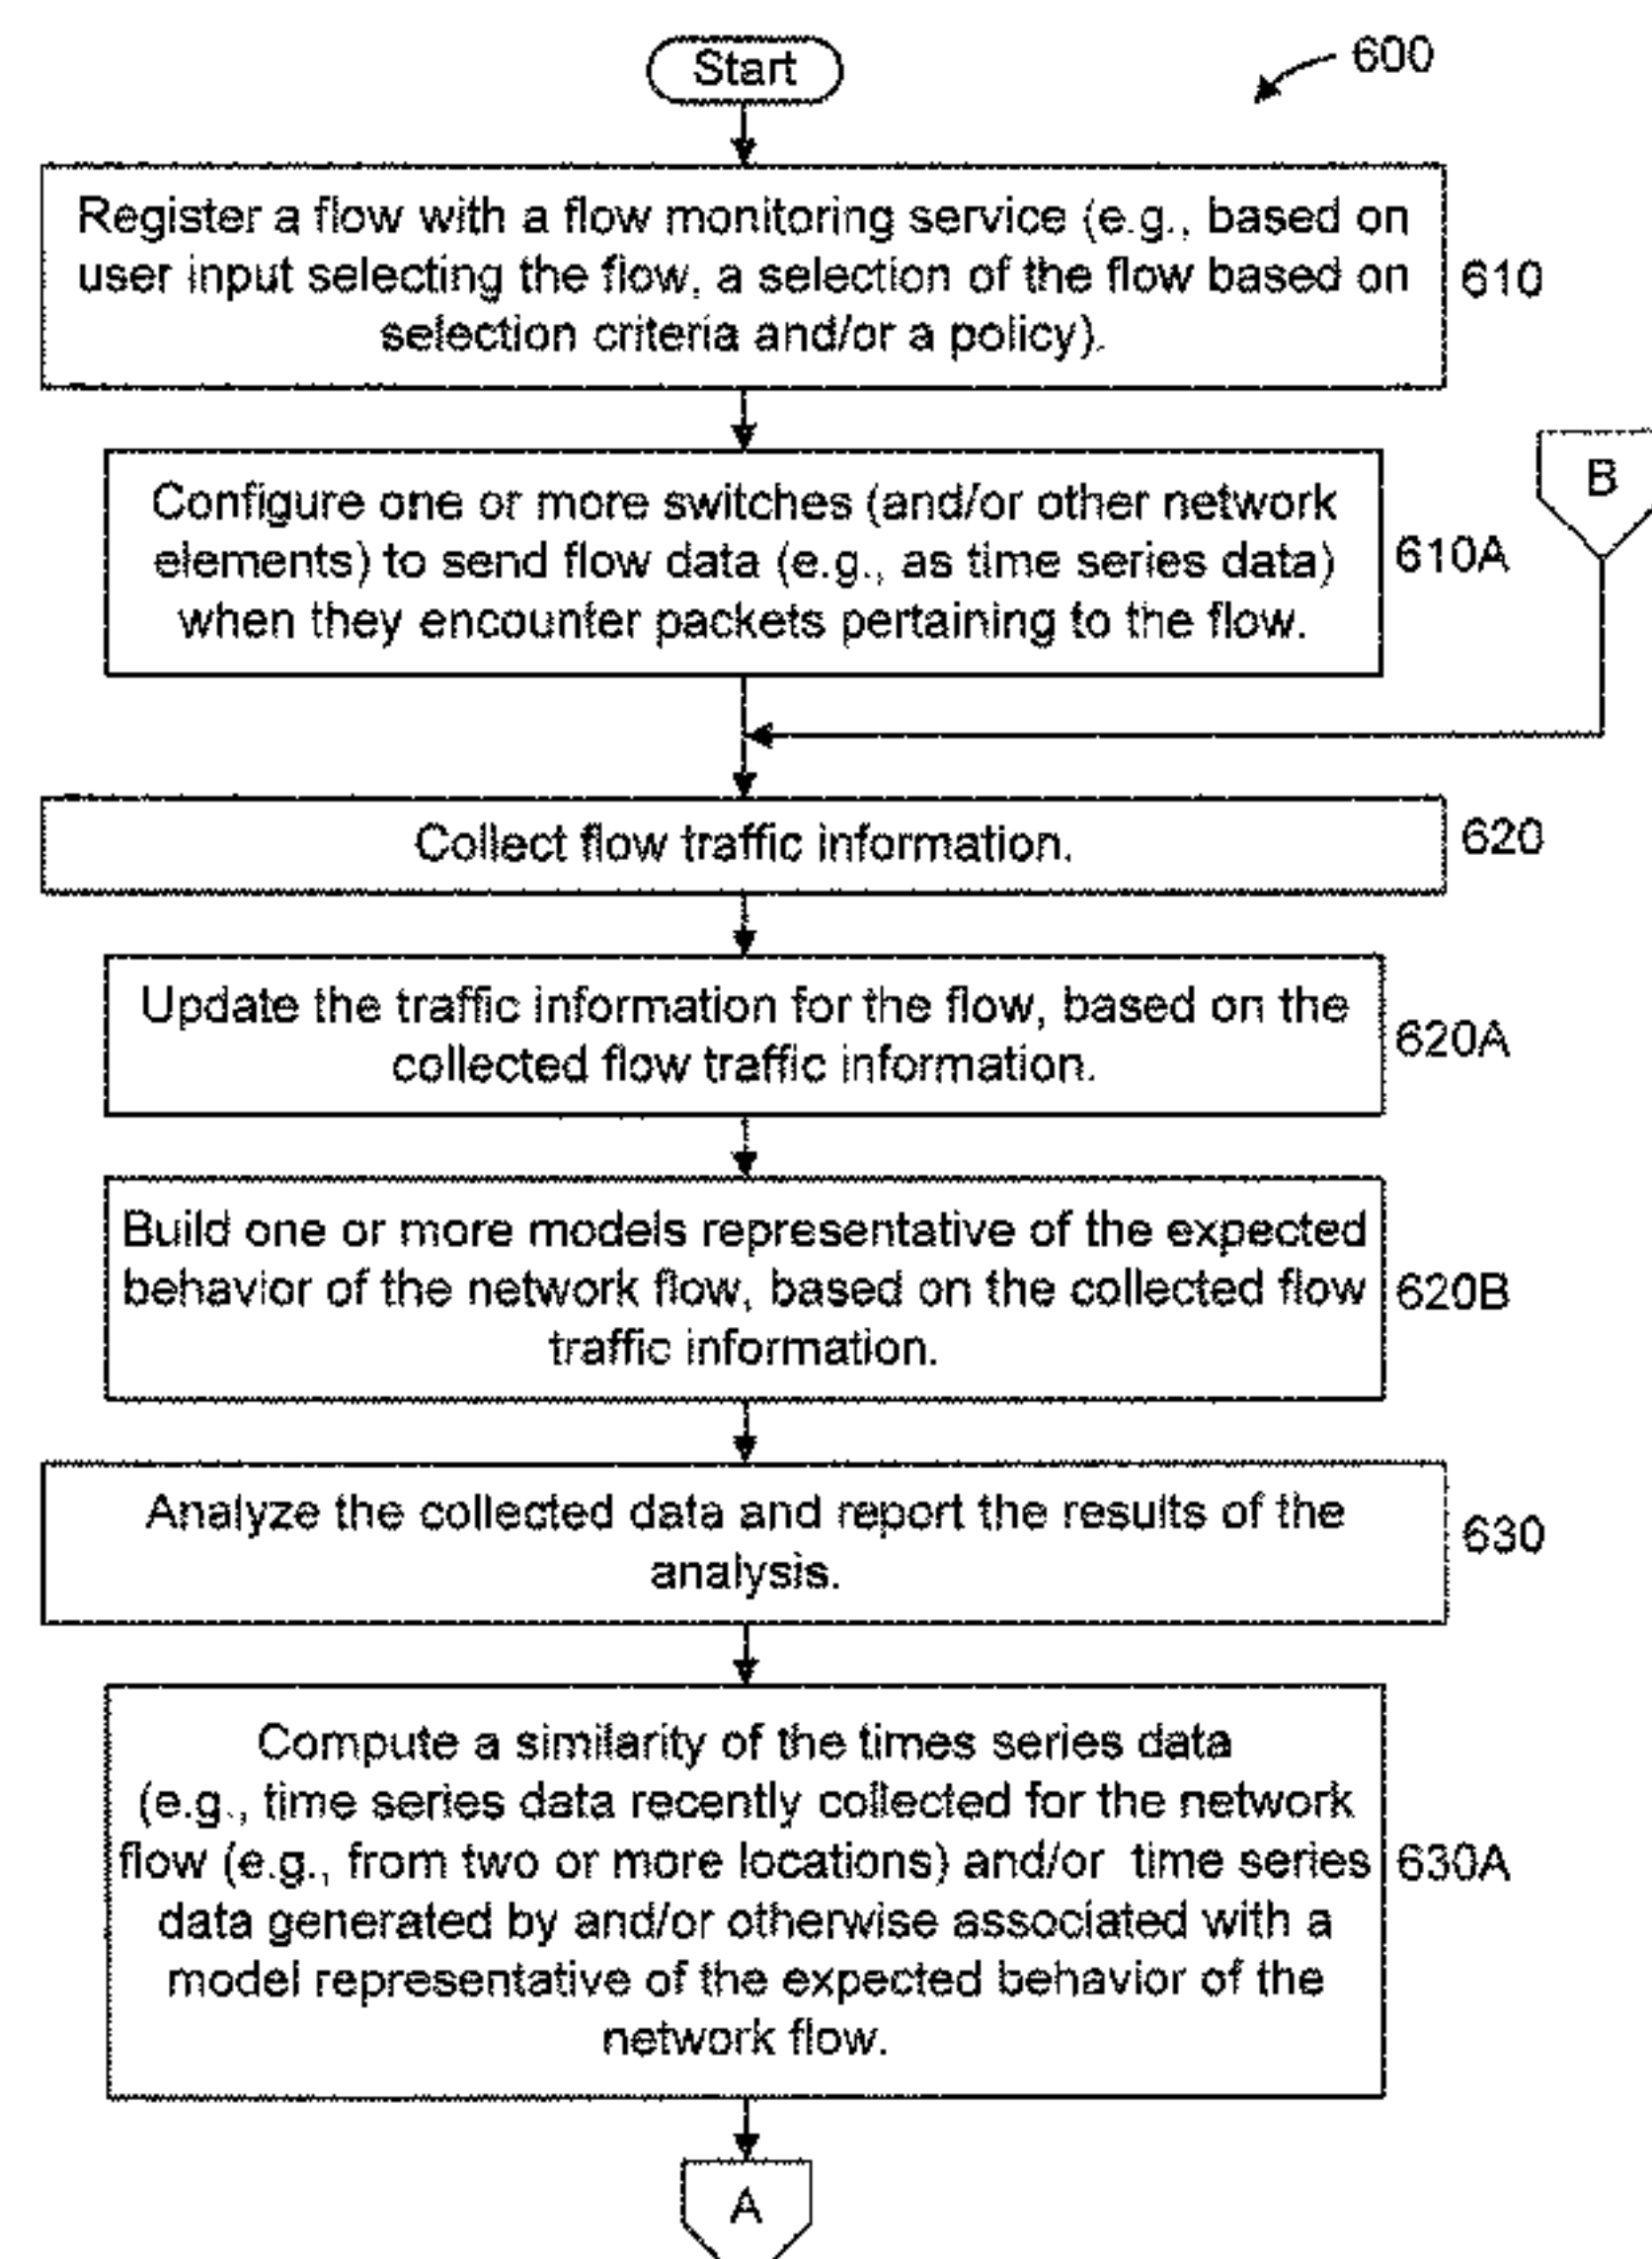 Start
600
Register a flow with a flow monitoring service (e.g., based on
user input selecting the flow, a selection of the flow based on
selection criteria and/or a policy).
610
Configure one or more switches (and/or other network
elements) to send flow data (e.g., as time series data)
when they encounter packets pertaining to the flow.
610A
B
Collect flow traffic information.
620
Update the traffic information for the flow, based on the
collected flow traffic information.
620A
Build one or more models representative of the expected
behavior of the network flow, based on the collected flow
traffic information.
620B
Analyze the collected data and report the results of the
analysis.
630
Compute a similarity of the times series data
(e.g., time series data recently collected for the network
flow (e.g., from two or more locations) and/or time series
data generated by and/or otherwise associated with a
model representative of the expected behavior of the
network flow.
630A
A